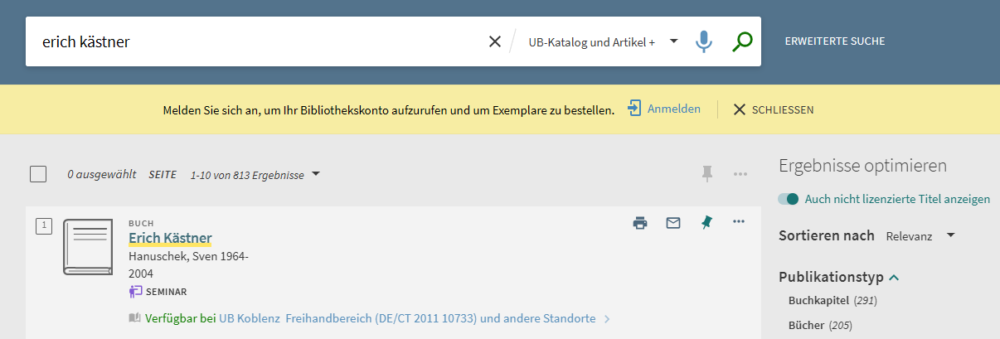 erich kästner
UB-Katalog und Artikel +
ERWEITERTE SUCHE
Melden Sie sich an, um Ihr Bibliothekskonto aufzurufen und um Exemplare zu bestellen.
Anmelden
SCHLIESSEN
0 ausgewählt SEITE 1-10 von 813 Ergebnisse
1
BUCH
Erich Kästner
Hanuschek, Sven 1964-
2004
SEMINAR
Verfügbar bei UB Koblenz Freihandbereich (DE/CT 2011 10733) und andere Standorte
Ergebnisse optimieren
Auch nicht lizenzierte Titel anzeigen
Sortieren nach Relevanz
Publikationstyp
Buchkapitel (291)
Bücher (205)